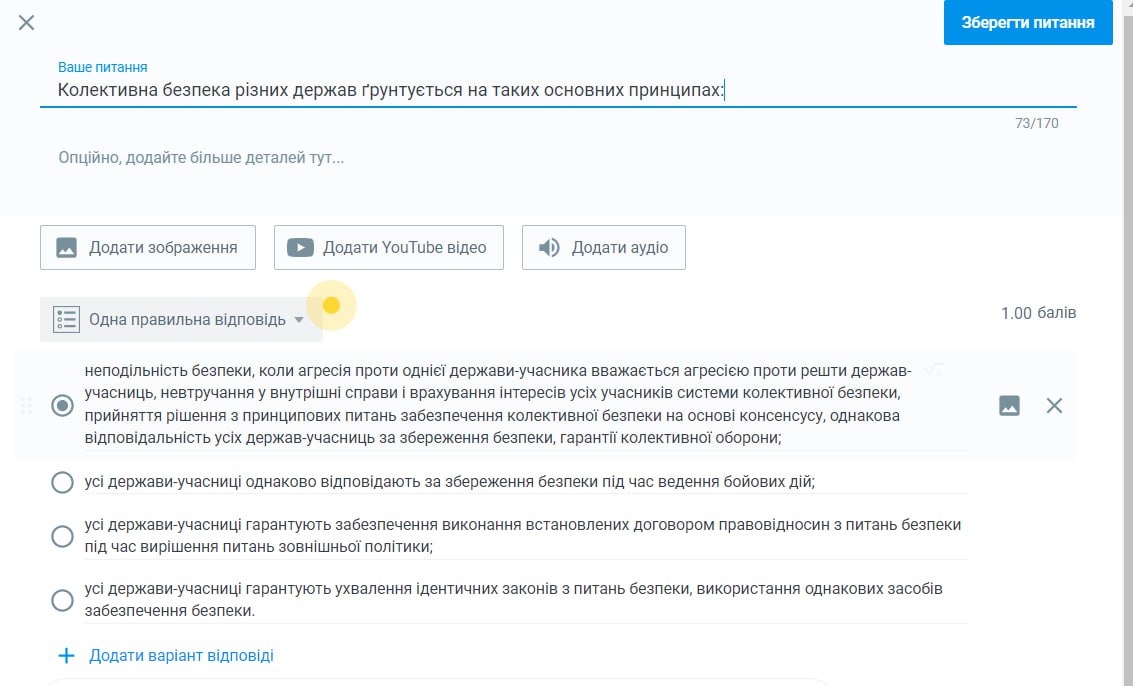 Зберегти питання
Ваше питання
Колективна безпека різних держав ґрунтується на таких основних принципах:
73/170
Опційно, додайте більше деталей тут...
Додати зображення
Додати YouTube відео
Додати аудіо
Одна правильна відповідь
1.00 балів
неподільність безпеки, коли агресія проти однієї держави-учасника вважається агресією проти решти держав-
учасниць, невтручання у внутрішні справи і врахування інтересів усіх учасників системи колективної безпеки,
прийняття рішення з принципових питань забезпечення колективної безпеки на основі консенсусу, однакова
відповідальність усіх держав-учасниць за збереження безпеки, гарантії колективної оборони;
усі держави-учасниці однаково відповідають за збереження безпеки під час ведення бойових дій;
усі держави-учасниці гарантують забезпечення виконання встановлених договором правовідносин з питань безпеки
під час вирішення питань зовнішньої політики;
усі держави-учасниці гарантують ухвалення ідентичних законів з питань безпеки, використання однакових засобів
забезпечення безпеки.
Додати варіант відповіді